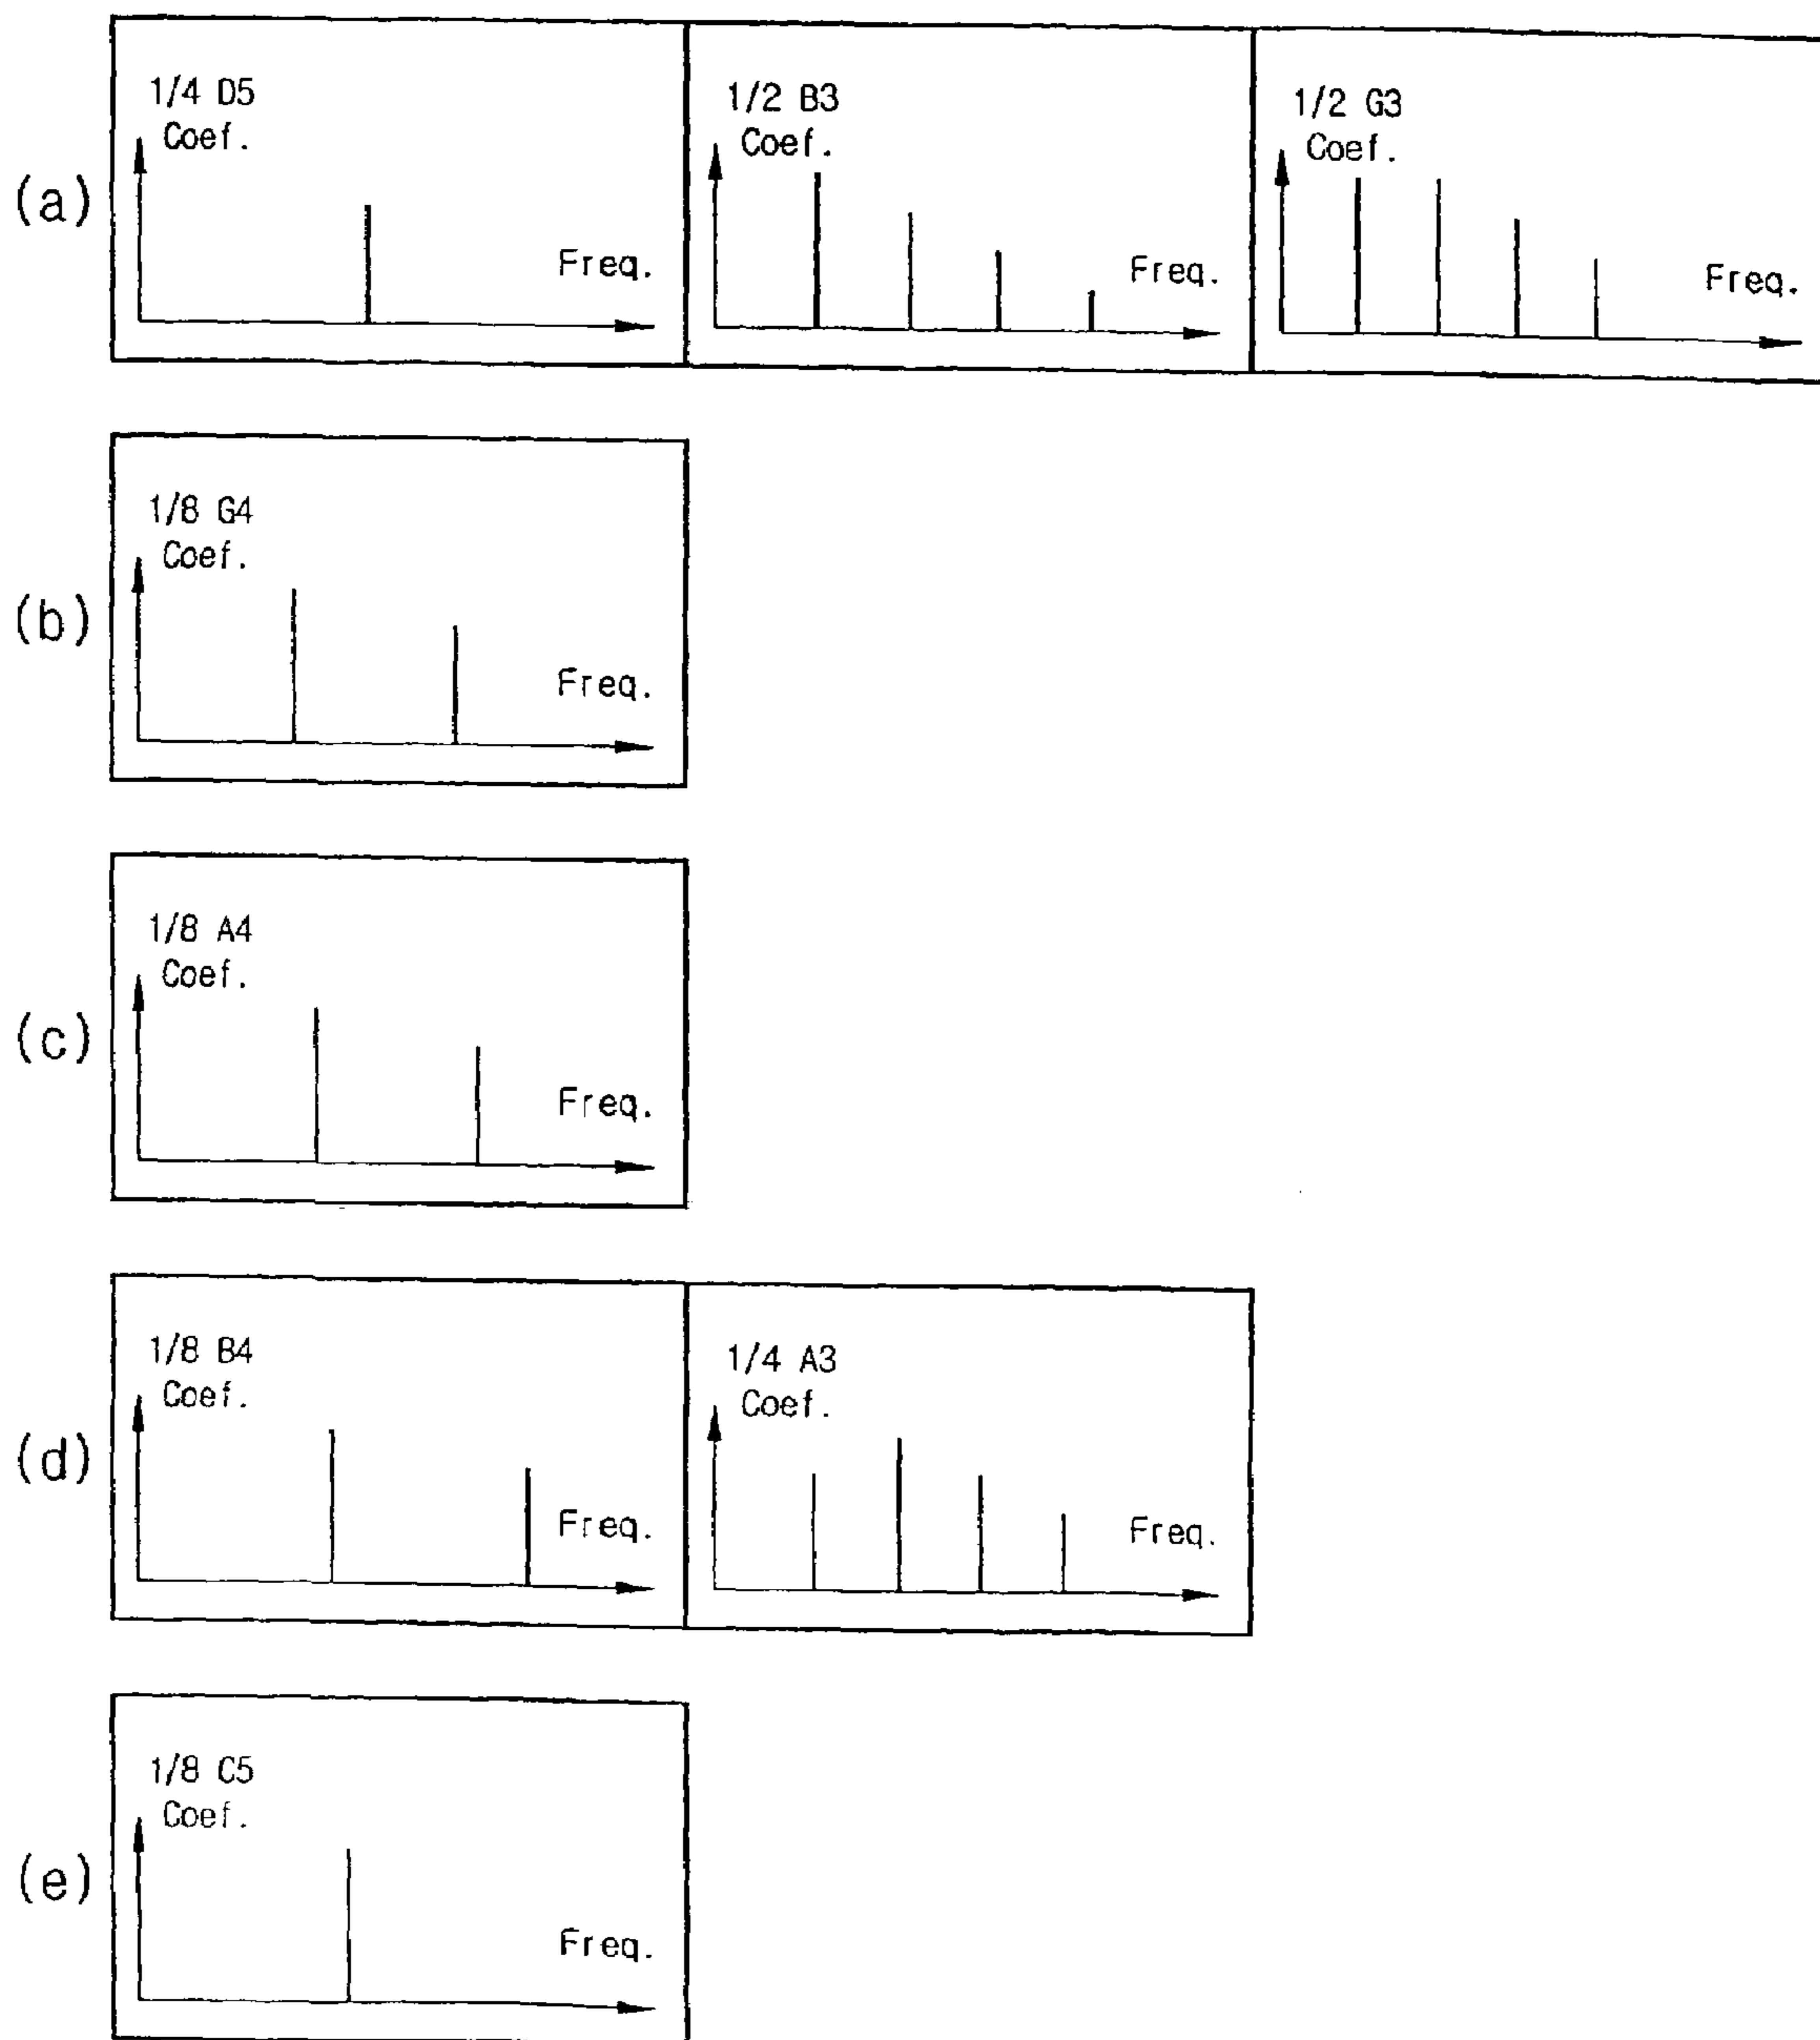 (a)
1/4 D5
Coef.
Freq.
1/2 B3
Coef.
Freq.
1/2 G3
Coef.
Freq.
(b)
1/8 G4
Coef.
Freq.
(c)
1/8 A4
Coef.
Freq.
(d)
1/8 B4
Coef.
Freq.
1/4 A3
Coef.
Freq.
(e)
1/8 C5
Coef.
Freq.